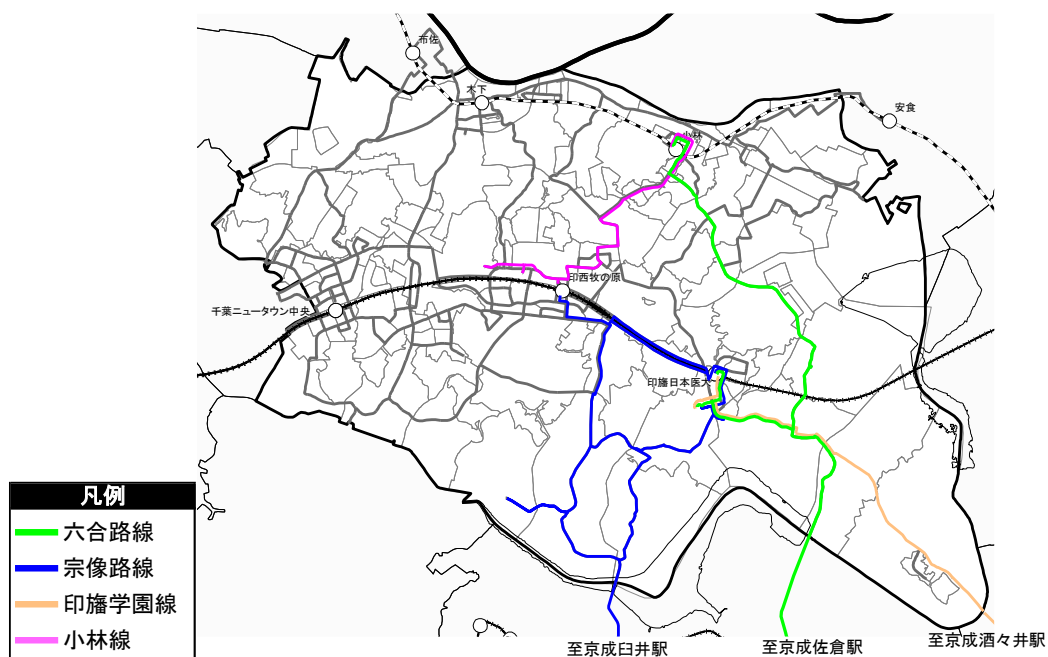 布佐
木下
安食
小林
印西牧の原
千葉ニュータウン中央
印旛日本医大
凡例
六合路線
宗像路線
印旛学園線
小林線
至京成臼井駅
至京成佐倉駅
至京成酒々井駅